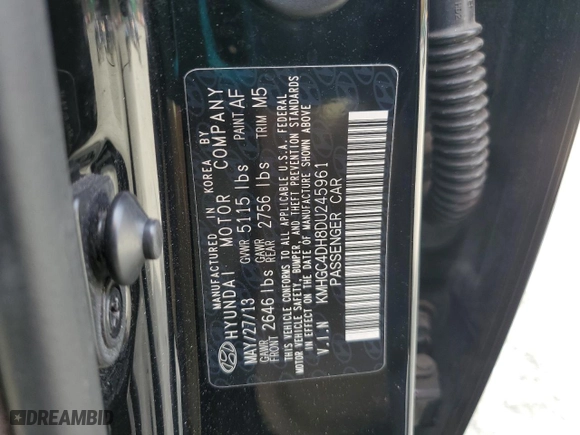 MANUFACTURED IN KOREA BY
HYUNDAI MOTOR COMPANY
MAY/27/13 GVWR 5115 lbs PAINT AF
GAWR FRONT 2646 lbs GAWR REAR 2756 lbs TRIM M5
THIS VEHICLE CONFORMS TO ALL APPLICABLE U.S.A. FEDERAL
MOTOR VEHICLE SAFETY, BUMPER, AND THEFT PREVENTION STANDARDS
IN EFFECT ON THE DATE OF MANUFACTURE SHOWN ABOVE.
V.I.N KMHGC4DH8DU245961
PASSENGER CAR
DREAMBID